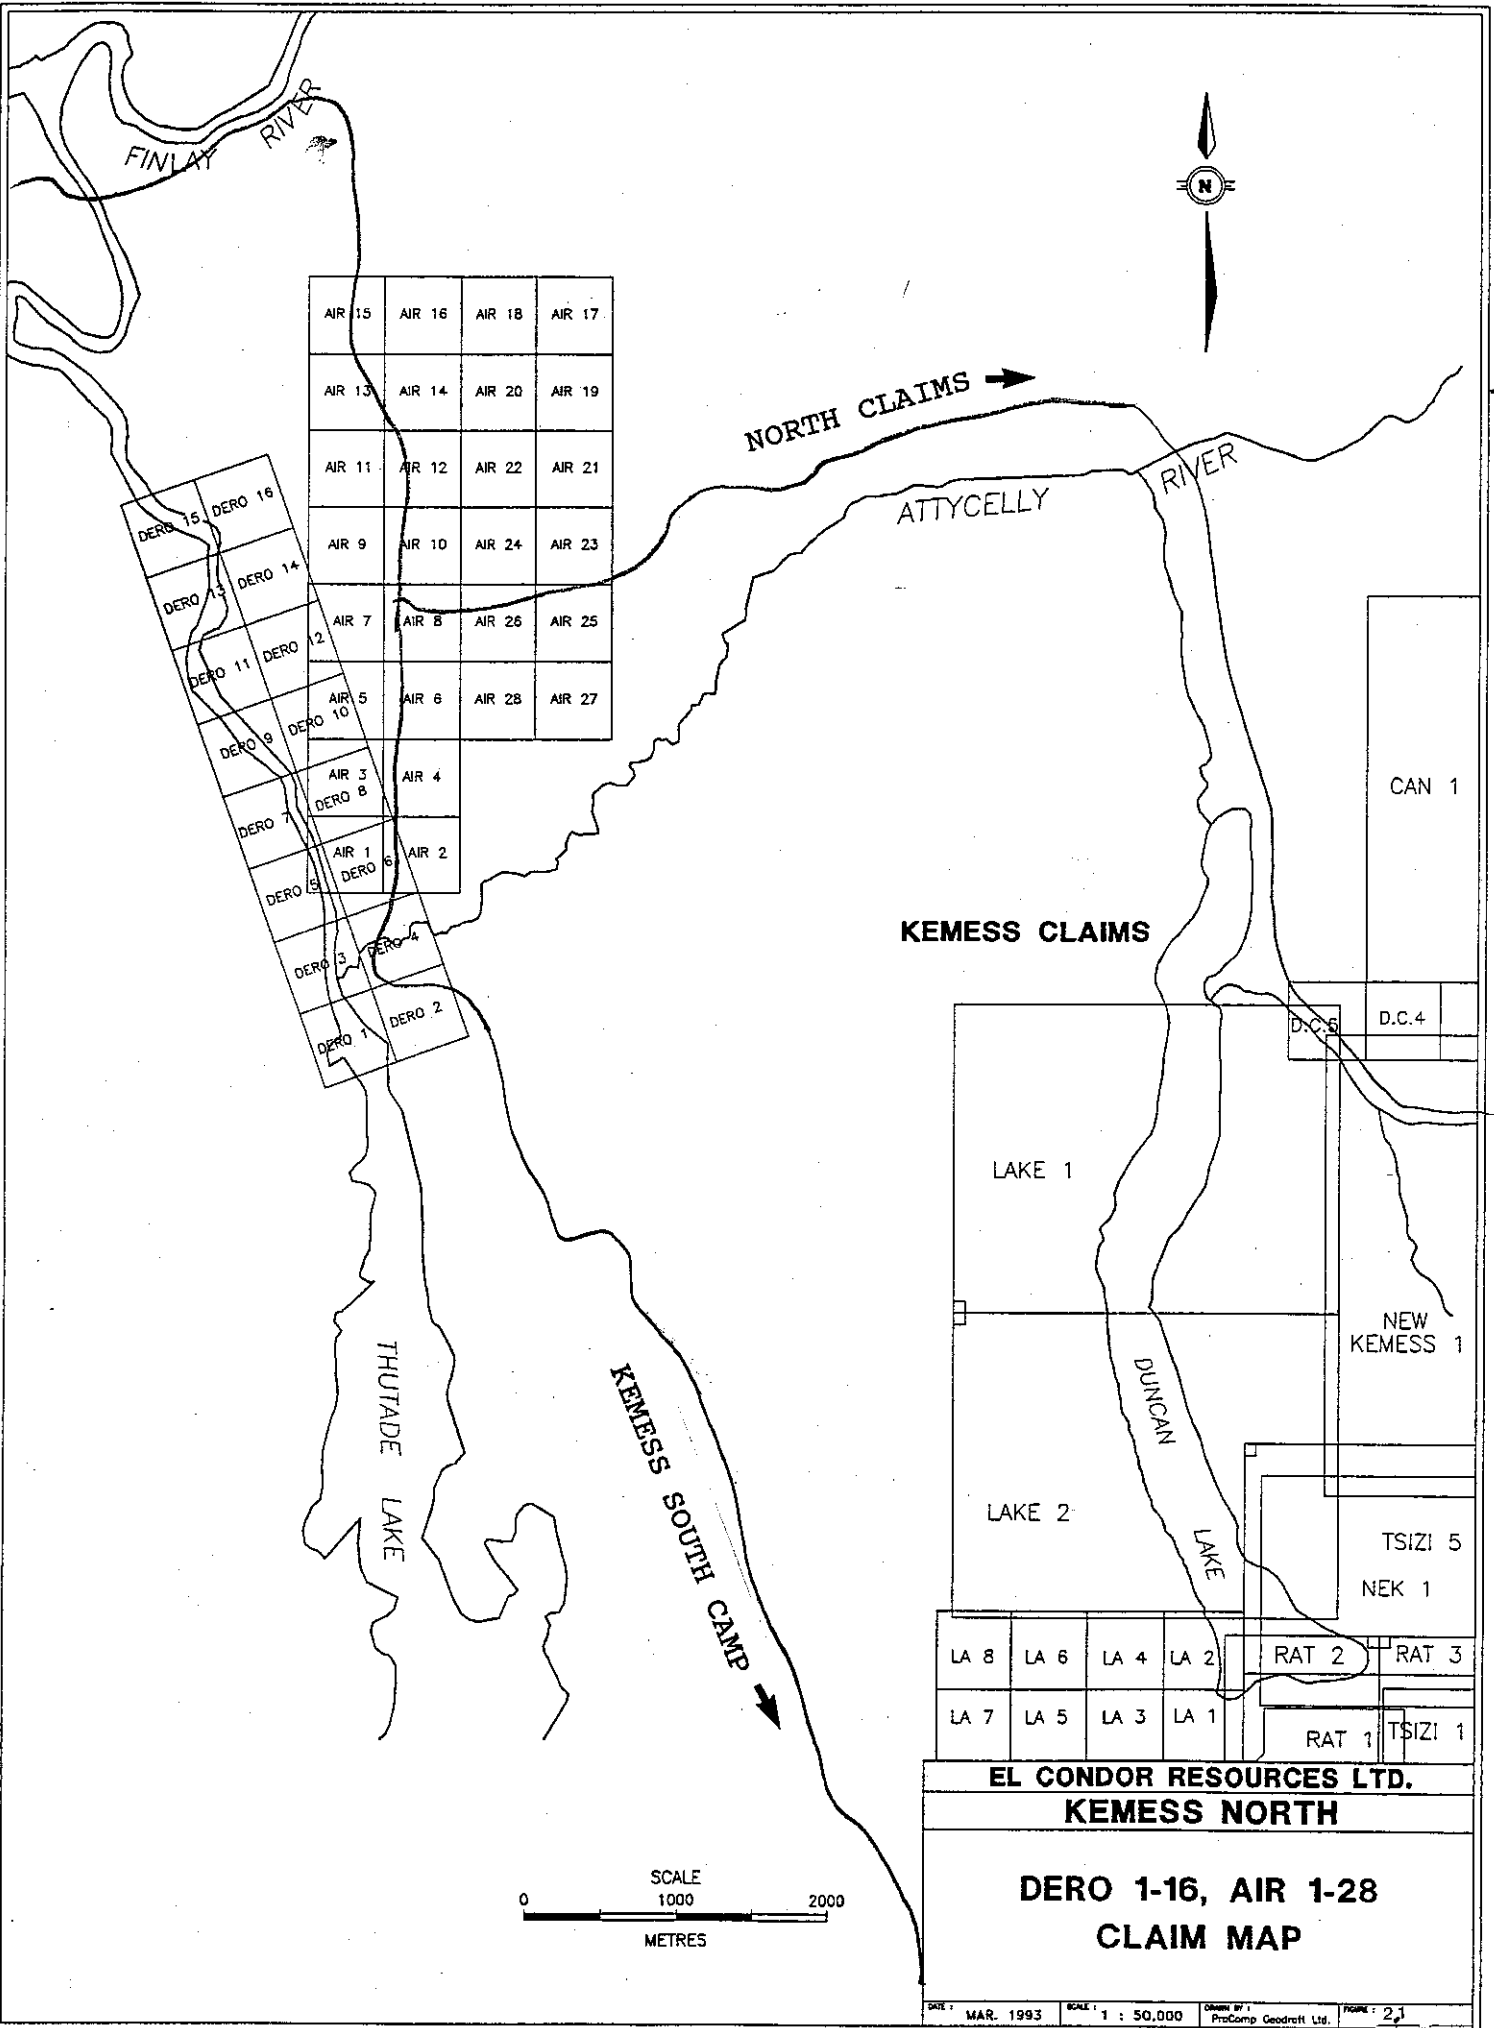 FINLAY RIVER
N
AIR 15 AIR 16 AIR 18 AIR 17
AIR 13 AIR 14 AIR 20 AIR 19
AIR 11 AIR 12 AIR 22 AIR 21
AIR 9 AIR 10 AIR 24 AIR 23
AIR 7 AIR 8 AIR 26 AIR 25
AIR 5 AIR 6 AIR 28 AIR 27
AIR 3 AIR 4
AIR 1 AIR 2
DERO 15 DERO 16
DERO 13 DERO 14
DERO 11 DERO 12
DERO 9 DERO 10
DERO 7 DERO 8
DERO 5 DERO 6
DERO 3 DERO 4
DERO 1 DERO 2
NORTH CLAIMS
ATTYCELLY RIVER
CAN 1
KEMESS CLAIMS
D.C.5 D.C.4
LAKE 1
NEW
KEMESS 1
THUTADE LAKE
KEMESS SOUTH CAMP
DUNCAN LAKE
LAKE 2
TSIZI 5
NEK 1
LA 8 LA 6 LA 4 LA 2 RAT 2 RAT 3
LA 7 LA 5 LA 3 LA 1 RAT 1 TSIZI 1
SCALE
0 1000 2000
METRES
EL CONDOR RESOURCES LTD.
KEMESS NORTH
DERO 1-16, AIR 1-28
CLAIM MAP
DATE : MAR. 1993 SCALE : 1 : 50,000 DRAWN BY : ProComp Geodraft Ltd. FIGURE : 2.1